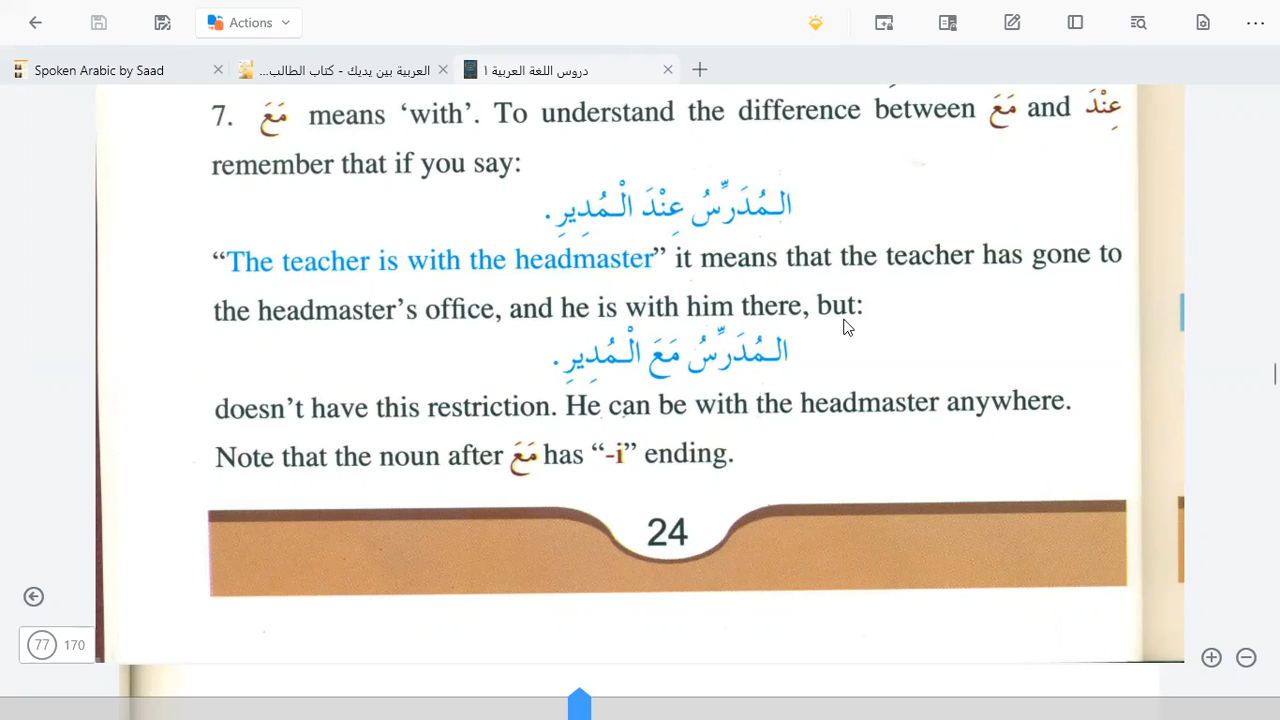 Actions
Spoken Arabic by Saad
العربية بين يديك - كتاب الطالب...
دروس اللغة العربية ١
7. مَعَ means ‘with’. To understand the difference between مَعَ and عِنْدَ
remember that if you say:
الـمُدَرِّسُ عِنْدَ الْـمُدِيرِ .
“The teacher is with the headmaster” it means that the teacher has gone to
the headmaster’s office, and he is with him there, but:
الـمُدَرِّسُ مَعَ الْـمُدِيرِ .
doesn’t have this restriction. He can be with the headmaster anywhere.
Note that the noun after مَعَ has “-i” ending.
24
77 170